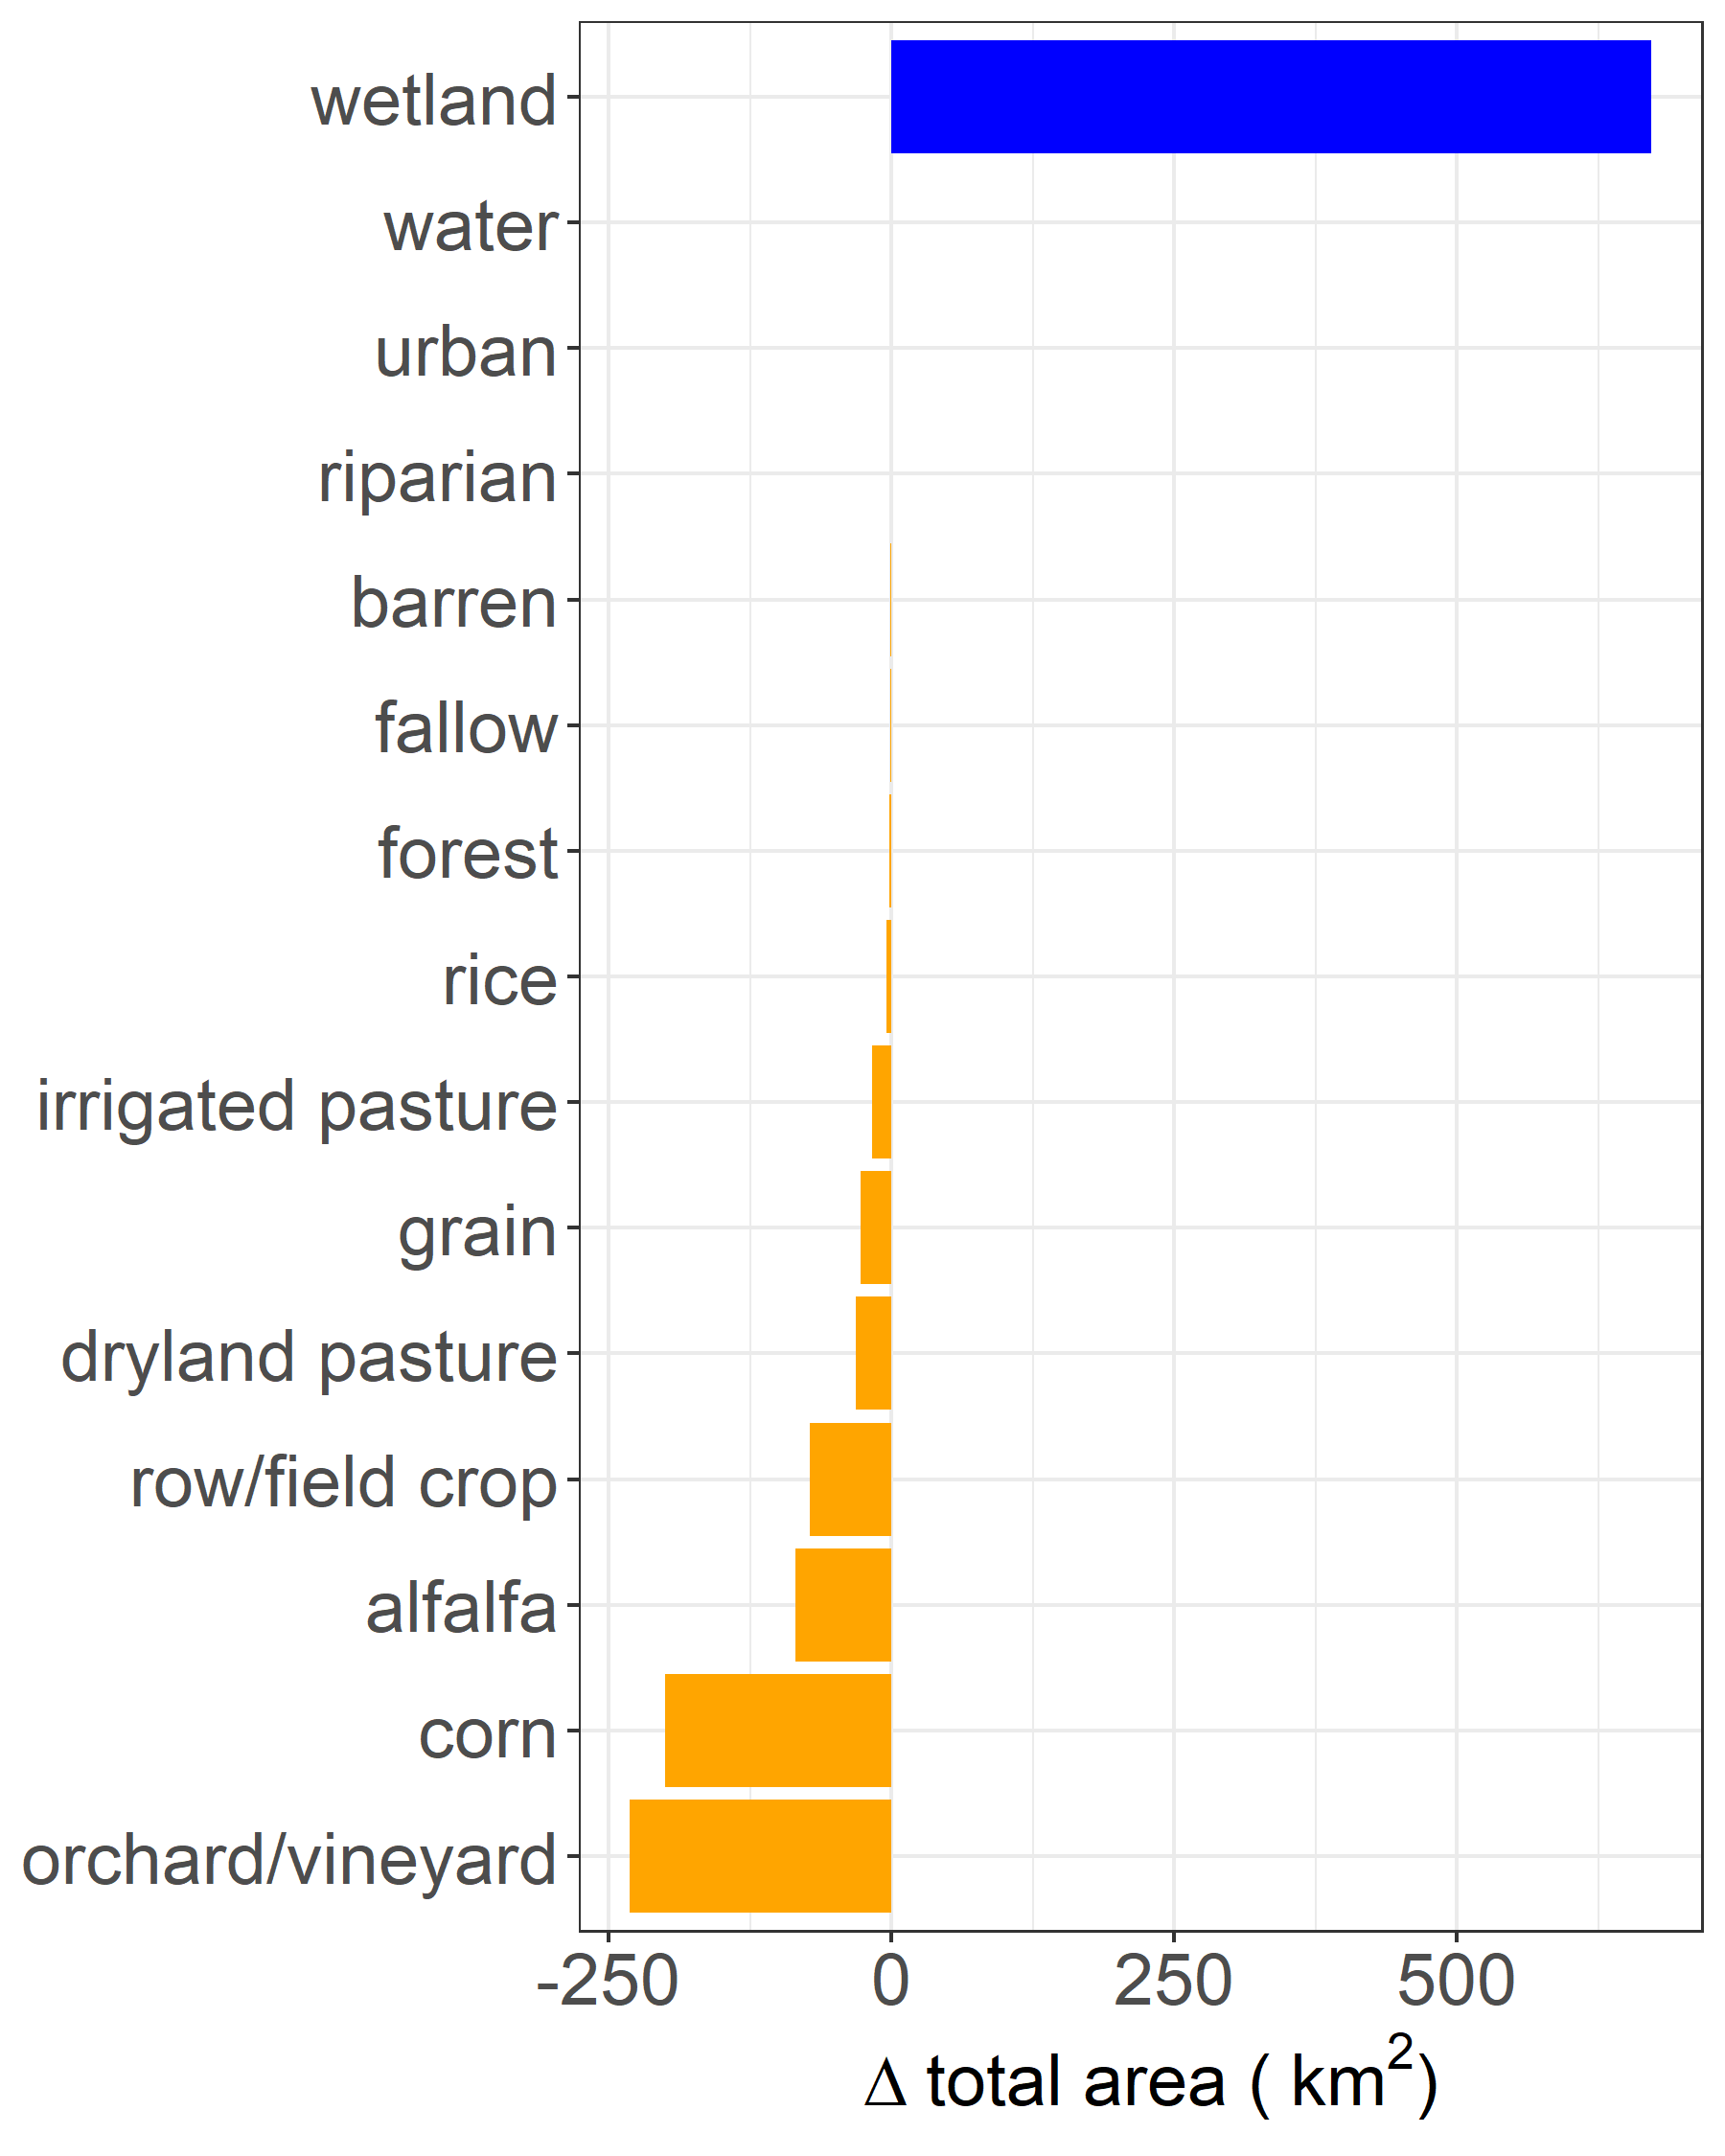 wetland
water
urban
riparian
barren
fallow
forest
rice
irrigated pasture
grain
dryland pasture
row/field crop
alfalfa
corn
orchard/vineyard
-250 0 250 500
Δ total area ( km²)